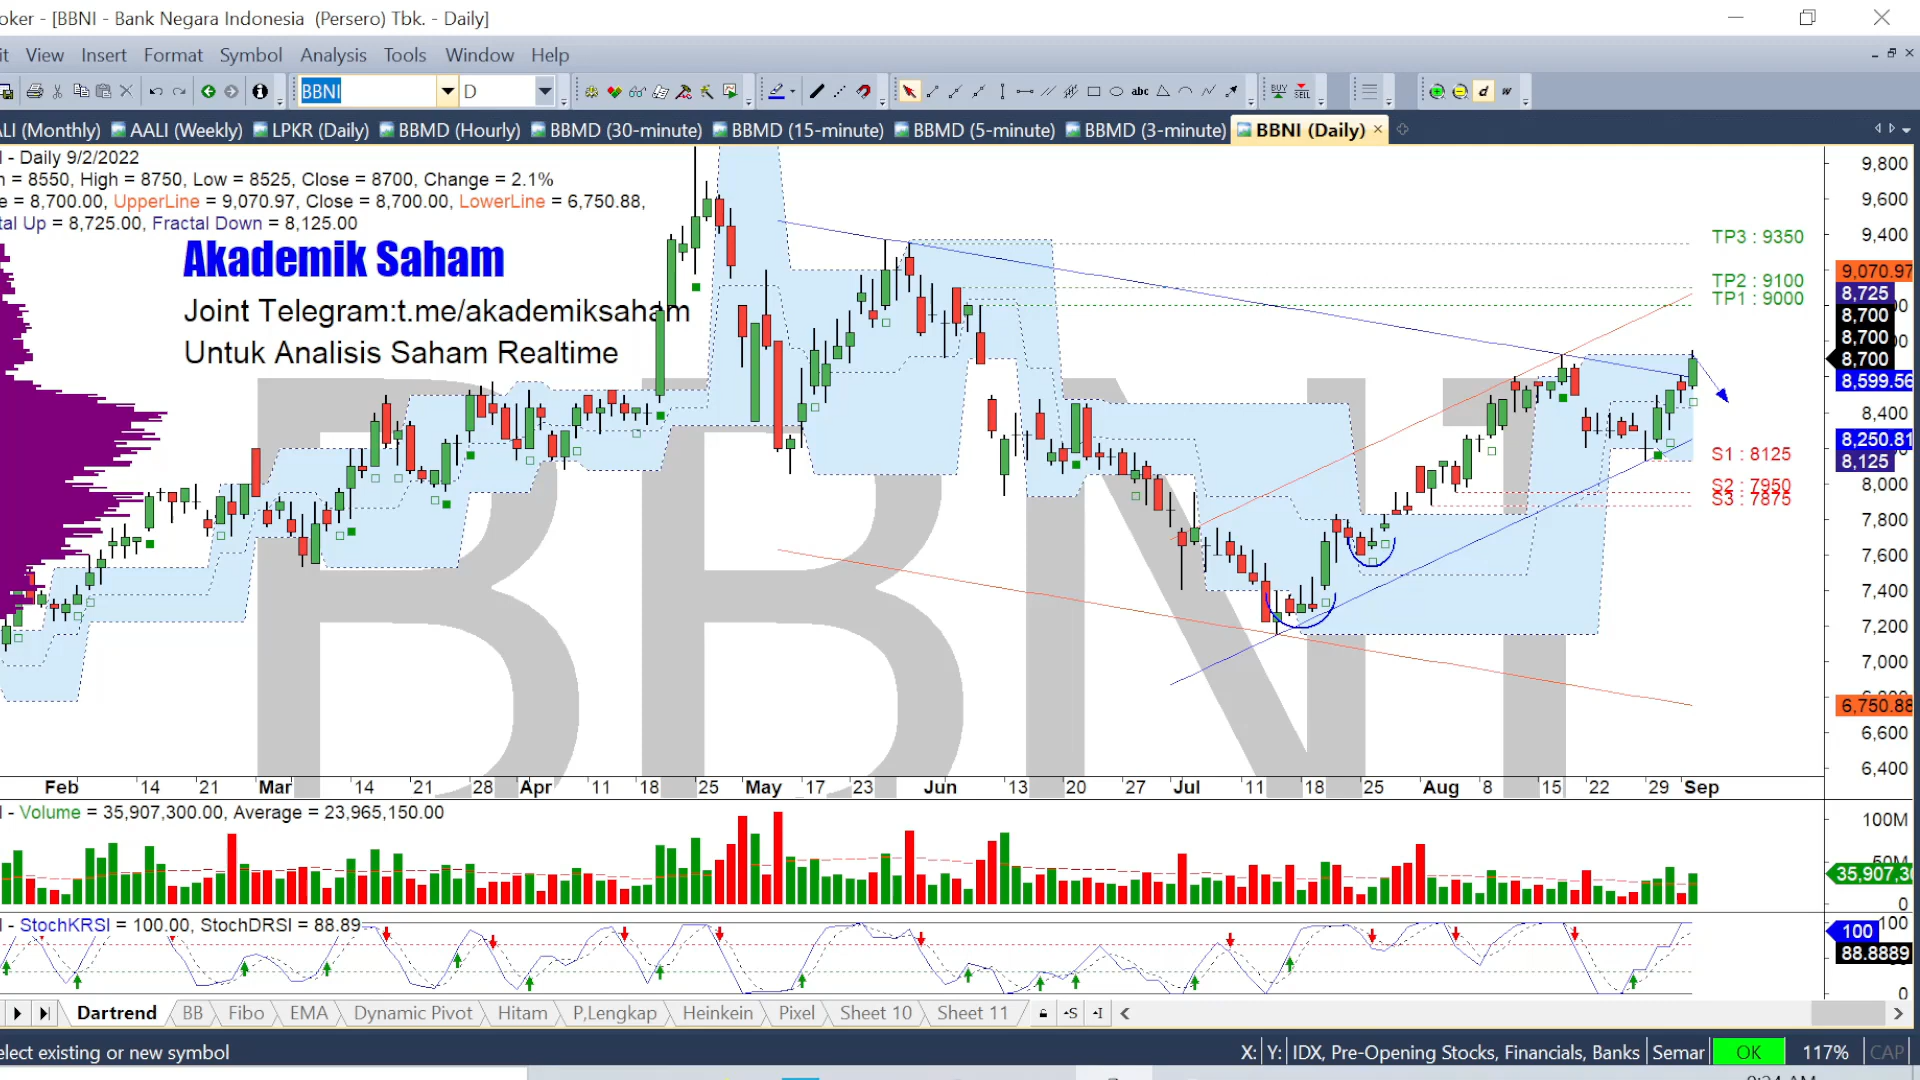 oker - [BBNI - Bank Negara Indonesia (Persero) Tbk. - Daily]
it View Insert Format Symbol Analysis Tools Window Help
BBNI D abc BUY SELL d w
ALI (Monthly) AALI (Weekly) LPKR (Daily) BBMD (Hourly) BBMD (30-minute) BBMD (15-minute) BBMD (5-minute) BBMD (3-minute) BBNI (Daily)
I - Daily 9/2/2022
n = 8550, High = 8750, Low = 8525, Close = 8700, Change = 2.1%
e = 8,700.00, UpperLine = 9,070.97, Close = 8,700.00, LowerLine = 6,750.88,
tal Up = 8,725.00, Fractal Down = 8,125.00
Akademik Saham
Joint Telegram:t.me/akademiksaham
Untuk Analisis Saham Realtime
BBNI
TP3 : 9350
TP2 : 9100
TP1 : 9000
S1 : 8125
S2 : 7950
S3 : 7875
9,800
9,600
9,400
9,070.97
8,725
8,700
8,700
8,700
8,599.56
8,400
8,250.81
8,125
8,000
7,800
7,600
7,400
7,200
7,000
6,750.88
6,600
6,400
Feb 14 21 Mar 14 21 28 Apr 11 18 25 May 17 23 Jun 13 20 27 Jul 11 18 25 Aug 8 15 22 29 Sep
I - Volume = 35,907,300.00, Average = 23,965,150.00
100M
50M
35,907,30
0
I - StochKRSI = 100.00, StochDRSI = 88.89
100
100
88.8889
0
Dartrend BB Fibo EMA Dynamic Pivot Hitam P,Lengkap Heinkein Pixel Sheet 10 Sheet 11 -S -I
elect existing or new symbol X: Y: IDX, Pre-Opening Stocks, Financials, Banks Semar OK 117% CAP